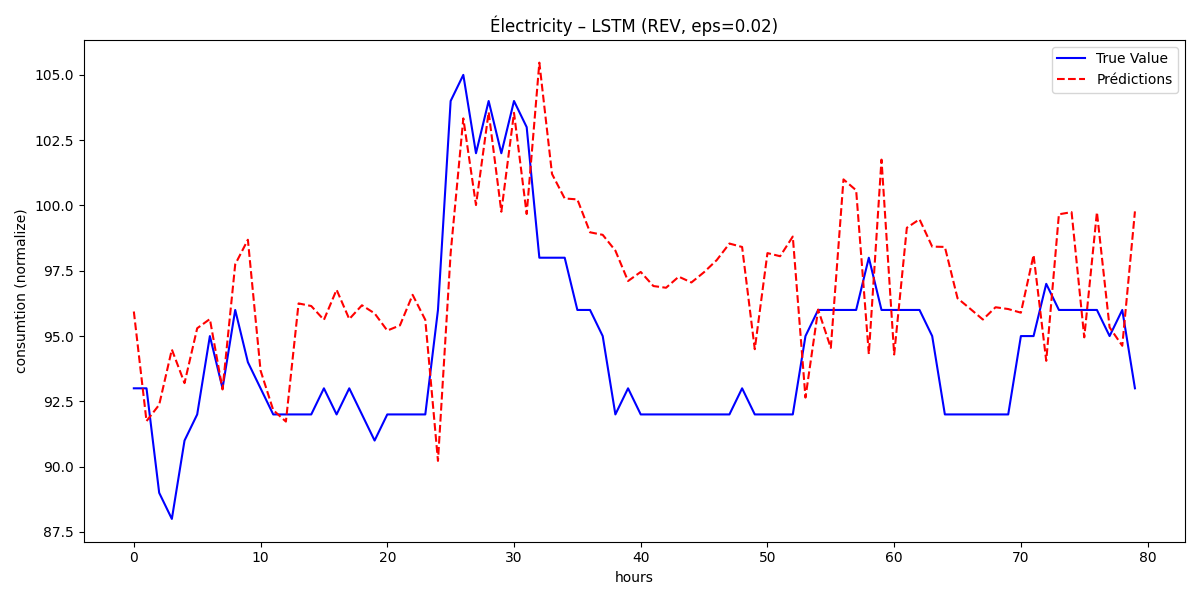 Électricity – LSTM (REV, eps=0.02)
True Value
Prédictions
consumtion (normalize)
105.0
102.5
100.0
97.5
95.0
92.5
90.0
87.5
0 10 20 30 40 50 60 70 80
hours